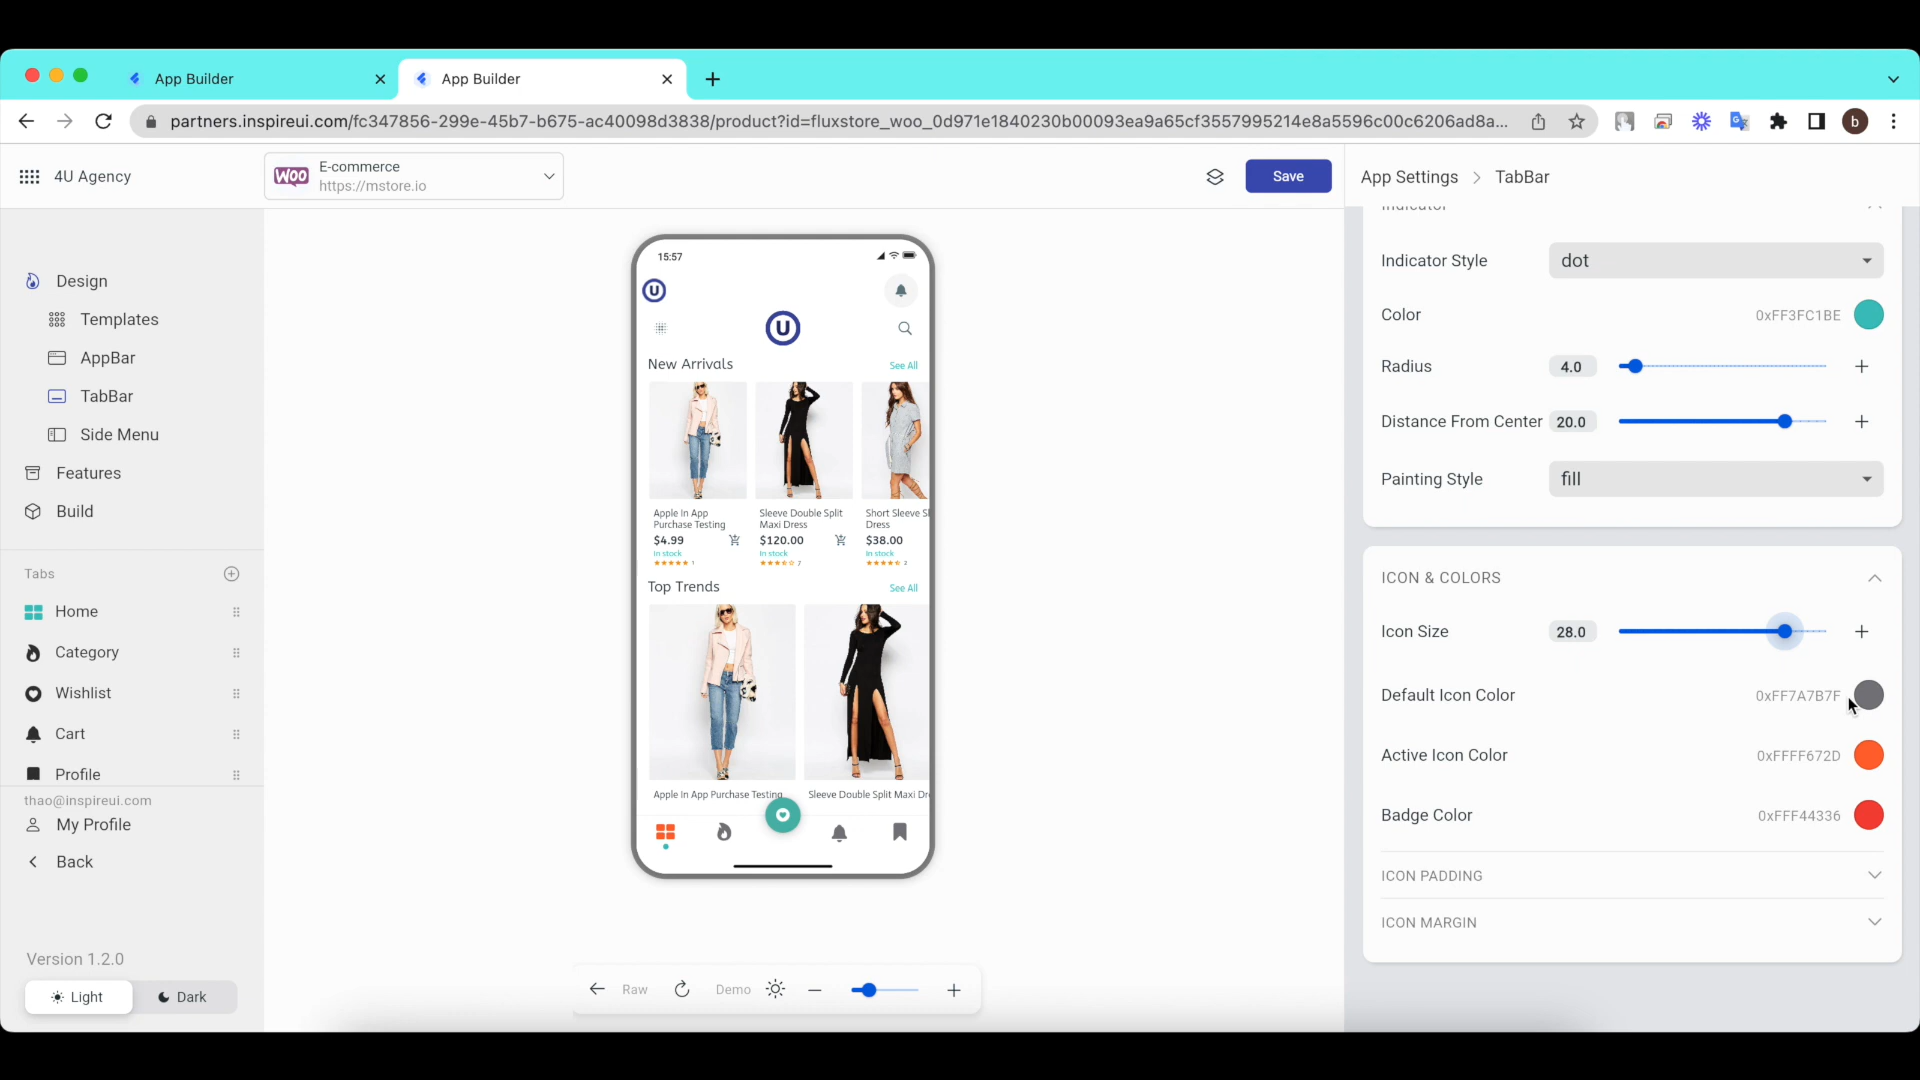 App Builder
App Builder
partners.inspireui.com/fc347856-299e-45b7-b675-ac40098d3838/product?id=fluxstore_woo_0d971e1840230b00093ea9a65cf3557995214e8a5596c00c6206ad8a...
b
4U Agency
WOO
E-commerce
https://mstore.io
Save
App Settings > TabBar
Design
Templates
AppBar
TabBar
Side Menu
Features
Build
Tabs
Home
Category
Wishlist
Cart
Profile
thao@inspireui.com
My Profile
Back
Version 1.2.0
Light
Dark
15:57
U
U
New Arrivals
See All
Apple In App
Purchase Testing
$4.99
In stock
1
Sleeve Double Split
Maxi Dress
$120.00
In stock
7
Short Sleeve S
Dress
$38.00
In stock
2
Top Trends
See All
Apple In App Purchase Testing
Sleeve Double Split Maxi Dr
Raw
Demo
Indicator
Indicator Style
dot
Color
0xFF3FC1BE
Radius
4.0
Distance From Center
20.0
Painting Style
fill
ICON & COLORS
Icon Size
28.0
Default Icon Color
0xFF7A7B7F
Active Icon Color
0xFFFF672D
Badge Color
0xFFF44336
ICON PADDING
ICON MARGIN